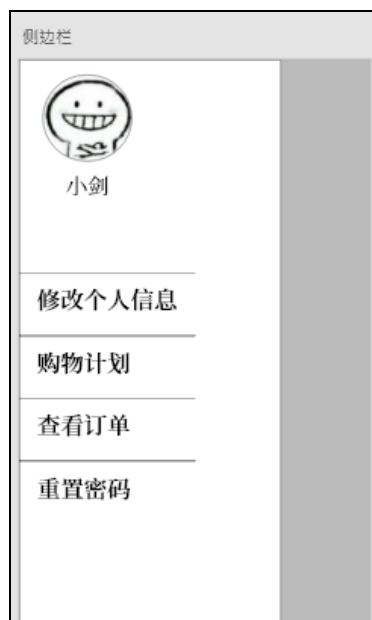 侧边栏
小剑
修改个人信息
购物计划
查看订单
重置密码